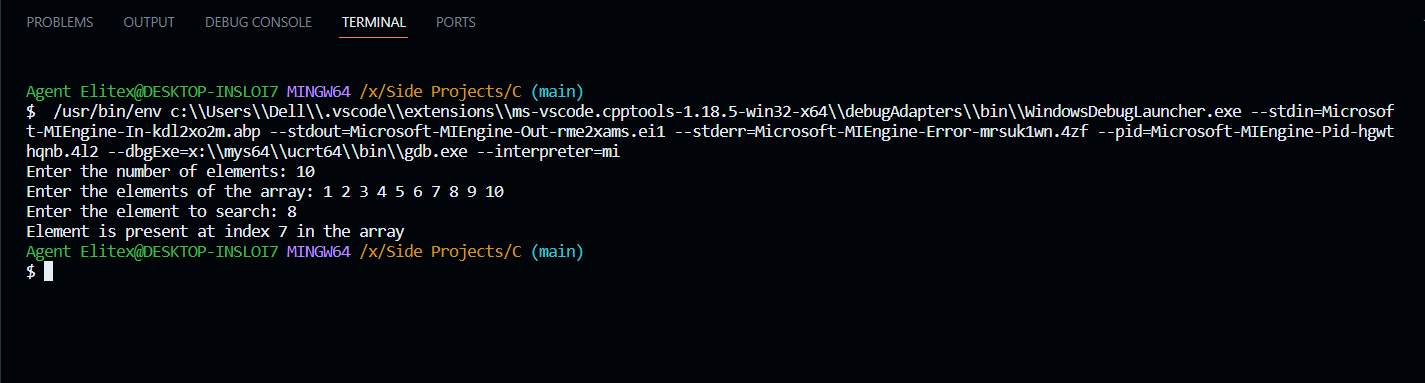 PROBLEMS OUTPUT DEBUG CONSOLE TERMINAL PORTS
Agent Elitex@DESKTOP-INSLOI7 MINGW64 /x/Side Projects/C (main)
$  /usr/bin/env c:\\Users\\Dell\\.vscode\\extensions\\ms-vscode.cpptools-1.18.5-win32-x64\\debugAdapters\\bin\\WindowsDebugLauncher.exe --stdin=Microsof
t-MIEngine-In-kdl2xo2m.abp --stdout=Microsoft-MIEngine-Out-rme2xams.ei1 --stderr=Microsoft-MIEngine-Error-mrsuk1wn.4zf --pid=Microsoft-MIEngine-Pid-hgwt
hqnb.4l2 --dbgExe=x:\\mys64\\ucrt64\\bin\\gdb.exe --interpreter=mi
Enter the number of elements: 10
Enter the elements of the array: 1 2 3 4 5 6 7 8 9 10
Enter the element to search: 8
Element is present at index 7 in the array
Agent Elitex@DESKTOP-INSLOI7 MINGW64 /x/Side Projects/C (main)
$